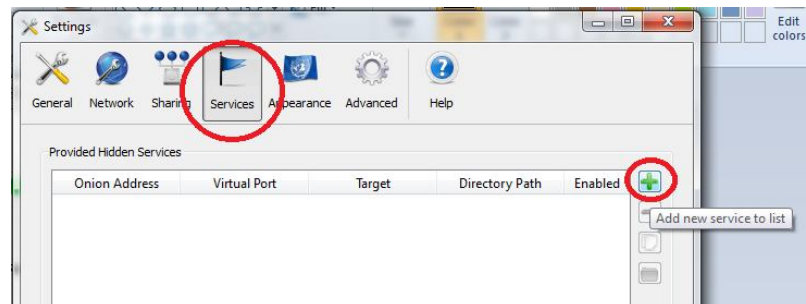 Settings
Edit
colors
General Network Sharing Services Appearance Advanced Help
Provided Hidden Services
Onion Address Virtual Port Target Directory Path Enabled
Add new service to list